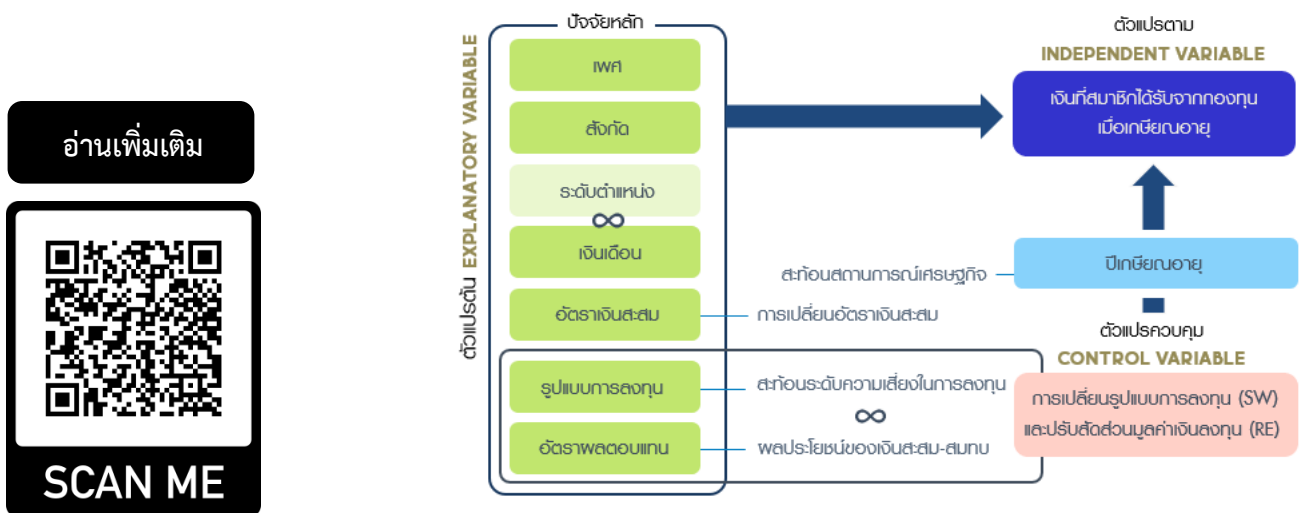 อ่านเพิ่มเติม
SCAN ME
ตัวแปรต้น EXPLANATORY VARIABLE
ปัจจัยหลัก
เพศ
สังกัด
ระดับตำแหน่ง
∞
เงินเดือน
อัตราเงินสะสม
การเปลี่ยนอัตราเงินสะสม
รูปแบบการลงทุน
สะท้อนระดับความเสี่ยงในการลงทุน
∞
อัตราผลตอบแทน
ผลประโยชน์ของเงินสะสม-สมทบ
ตัวแปรตาม
INDEPENDENT VARIABLE
เงินที่สมาชิกได้รับจากกองทุน
เมื่อเกษียณอายุ
สะท้อนสถานการณ์เศรษฐกิจ
ปีเกษียณอายุ
ตัวแปรควบคุม
CONTROL VARIABLE
การเปลี่ยนรูปแบบการลงทุน (SW)
และปรับสัดส่วนมูลค่าเงินลงทุน (RE)